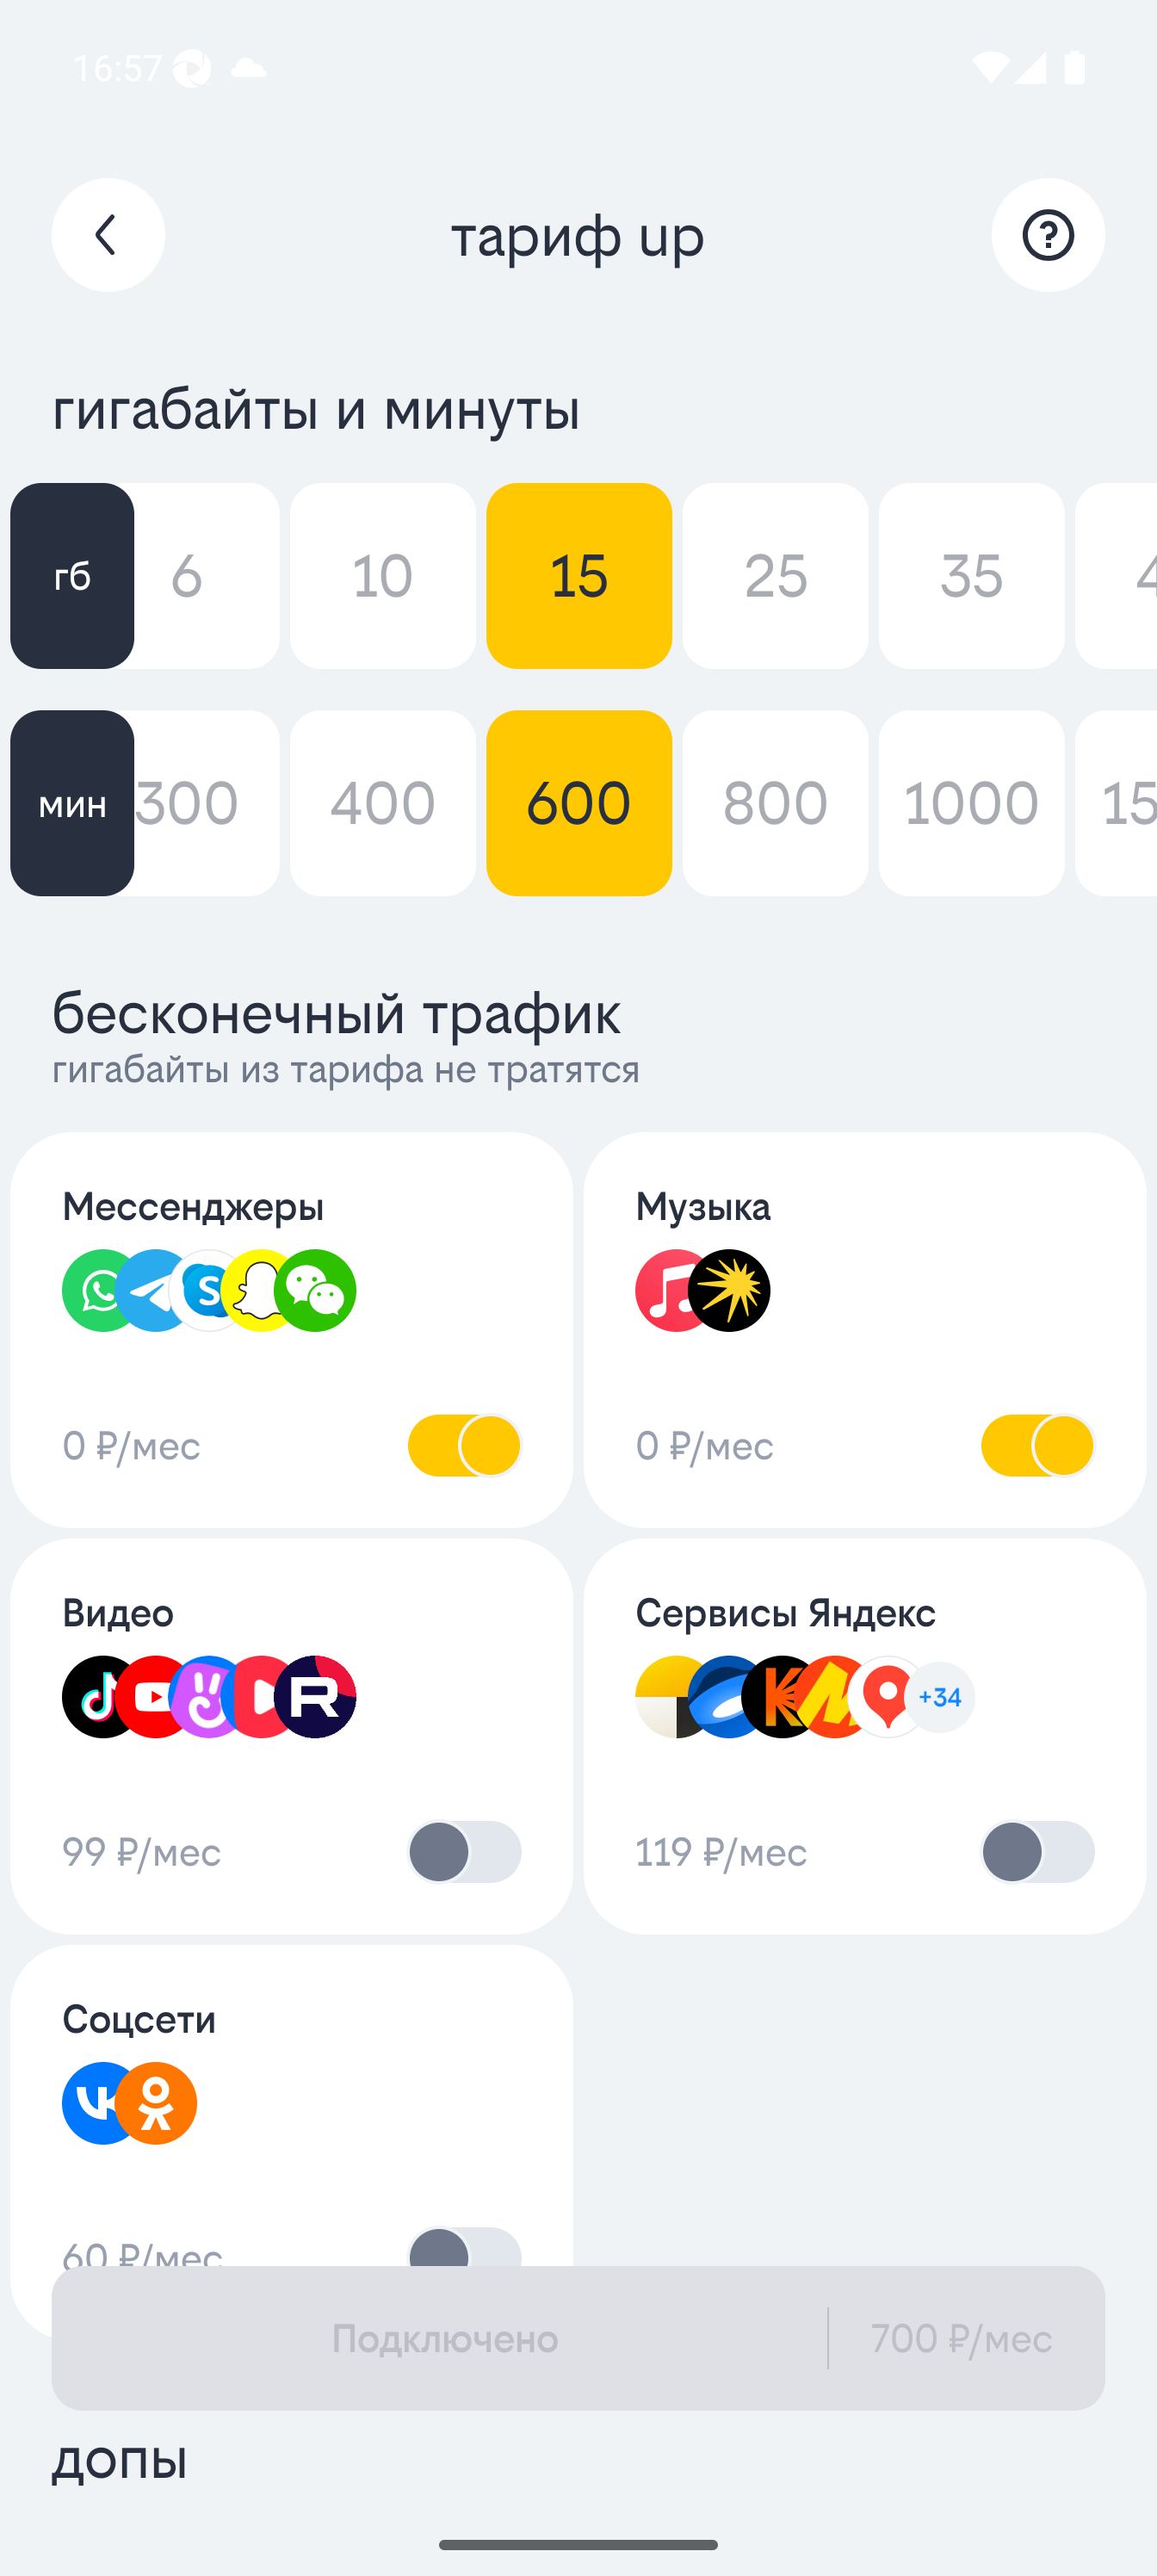 16:57
тариф up
гигабайты и минуты
гб 6 10 15 25 35 4
мин 300 400 600 800 1000 15
бесконечный трафик
гигабайты из тарифа не тратятся
Мессенджеры
0 ₽/мес
Музыка
0 ₽/мес
Видео
99 ₽/мес
Сервисы Яндекс
+34
119 ₽/мес
Соцсети
60 ₽/мес
Подключено 700 ₽/мес
допы